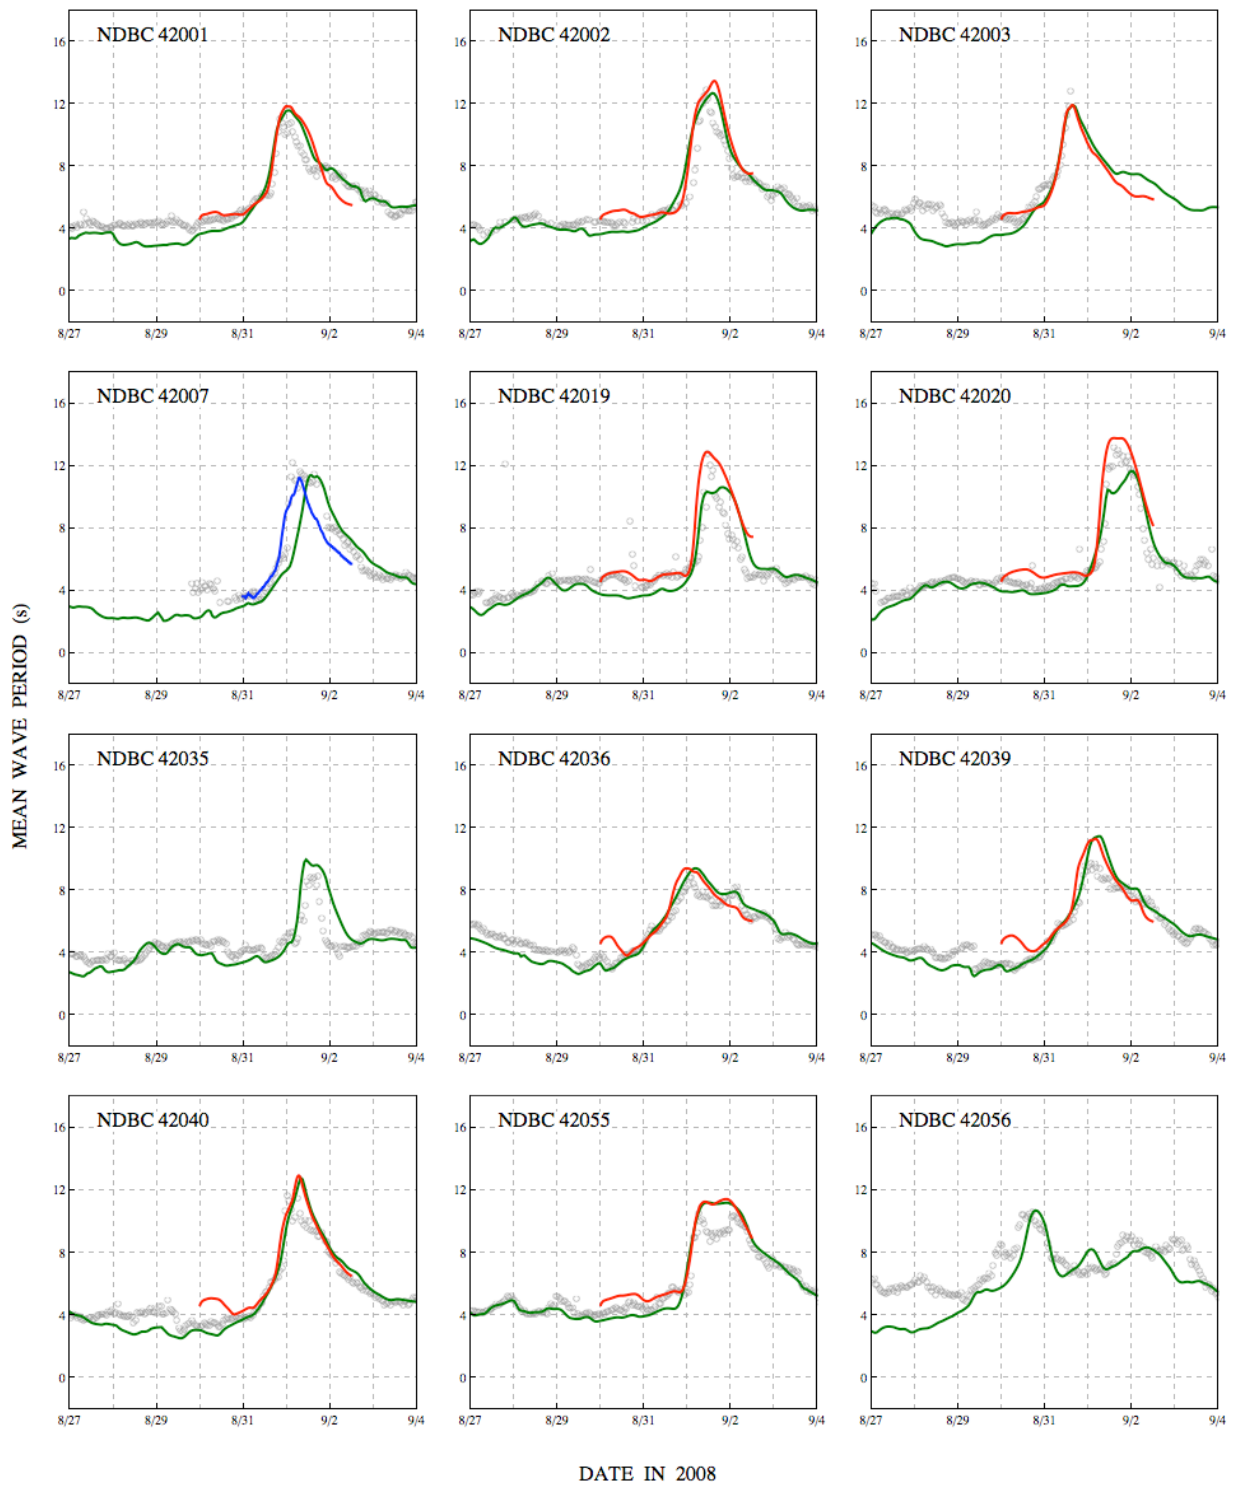 NDBC 42001
NDBC 42002
NDBC 42003
16
12
8
4
0
16
12
8
4
0
16
12
8
4
0
8/27 8/29 8/31 9/2 9/4
8/27 8/29 8/31 9/2 9/4
8/27 8/29 8/31 9/2 9/4
NDBC 42007
NDBC 42019
NDBC 42020
16
12
8
4
0
16
12
8
4
0
16
12
8
4
0
8/27 8/29 8/31 9/2 9/4
8/27 8/29 8/31 9/2 9/4
8/27 8/29 8/31 9/2 9/4
MEAN WAVE PERIOD (s)
NDBC 42035
NDBC 42036
NDBC 42039
16
12
8
4
0
16
12
8
4
0
16
12
8
4
0
8/27 8/29 8/31 9/2 9/4
8/27 8/29 8/31 9/2 9/4
8/27 8/29 8/31 9/2 9/4
NDBC 42040
NDBC 42055
NDBC 42056
16
12
8
4
0
16
12
8
4
0
16
12
8
4
0
8/27 8/29 8/31 9/2 9/4
8/27 8/29 8/31 9/2 9/4
8/27 8/29 8/31 9/2 9/4
DATE IN 2008